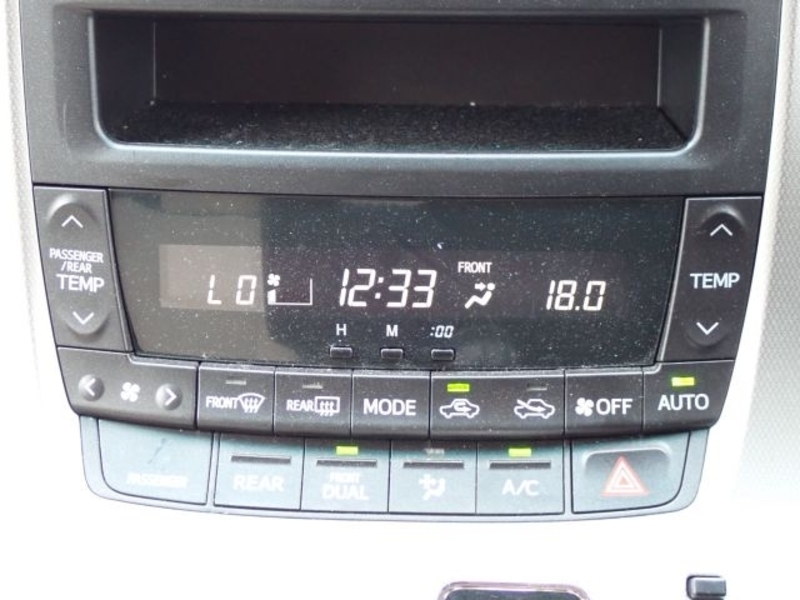 PASSENGER
/REAR
TEMP
LO 12:33 FRONT 18.0
TEMP
H M :00
FRONT REAR MODE OFF AUTO
PASSENGER REAR FRONT
DUAL A/C